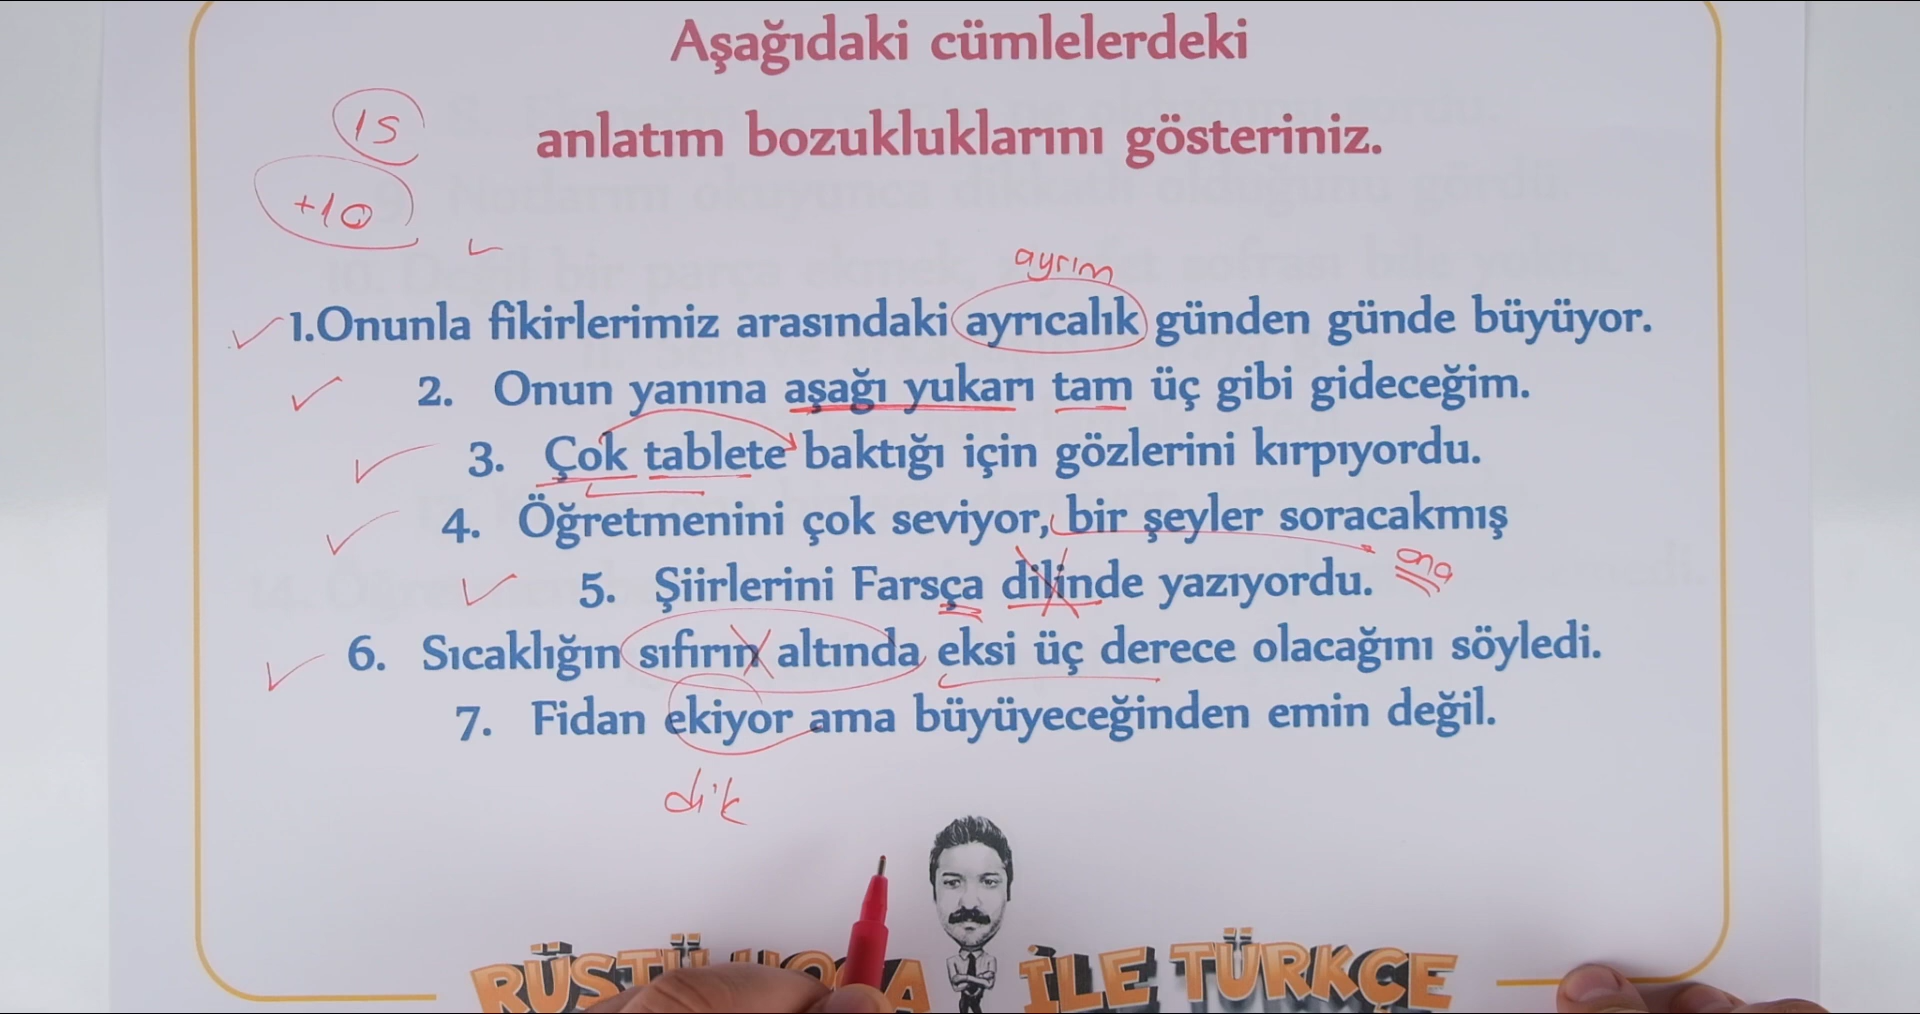 Aşağıdaki cümlelerdeki
15
anlatım bozukluklarını gösteriniz.
+10
ayrım
1.Onunla fikirlerimiz arasındaki ayrıcalık günden günde büyüyor.
2. Onun yanına aşağı yukarı tam üç gibi gideceğim.
3. Çok tablete baktığı için gözlerini kırpıyordu.
4. Öğretmenini çok seviyor, bir şeyler soracakmış
ona
5. Şiirlerini Farsça dilinde yazıyordu.
6. Sıcaklığın sıfırın altında eksi üç derece olacağını söyledi.
7. Fidan ekiyor ama büyüyeceğinden emin değil.
dik
RÜSTÜ HOCA İLE TÜRKÇE